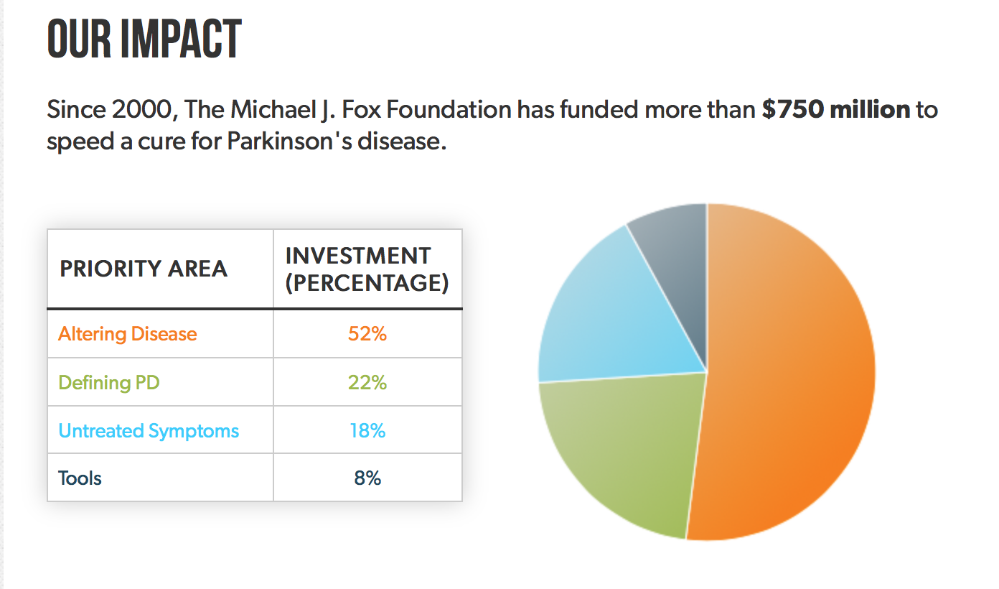 OUR IMPACT
Since 2000, The Michael J. Fox Foundation has funded more than $750 million to
speed a cure for Parkinson's disease.
PRIORITY AREA
INVESTMENT
(PERCENTAGE)
Altering Disease 52%
Defining PD 22%
Untreated Symptoms 18%
Tools 8%